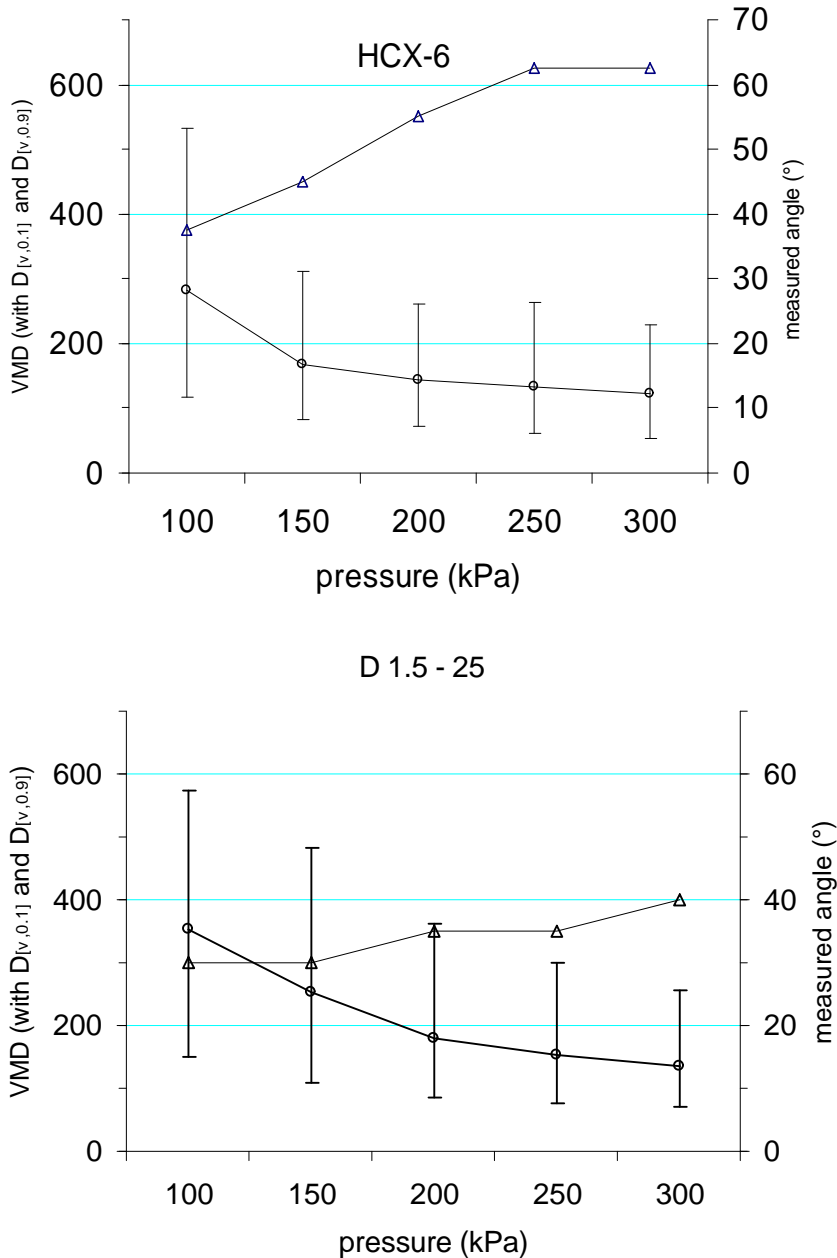 HCX-6
70
600
60
50
400
40
30
200
20
10
0
0
VMD (with D[v,0.1] and D[v,0.9]
measured angle (°)
100 150 200 250 300
pressure (kPa)
D 1.5 - 25
600
60
400
40
200
20
0
0
VMD (with D[v,0.1] and D[v,0.9])
measured angle (°)
100 150 200 250 300
pressure (kPa)